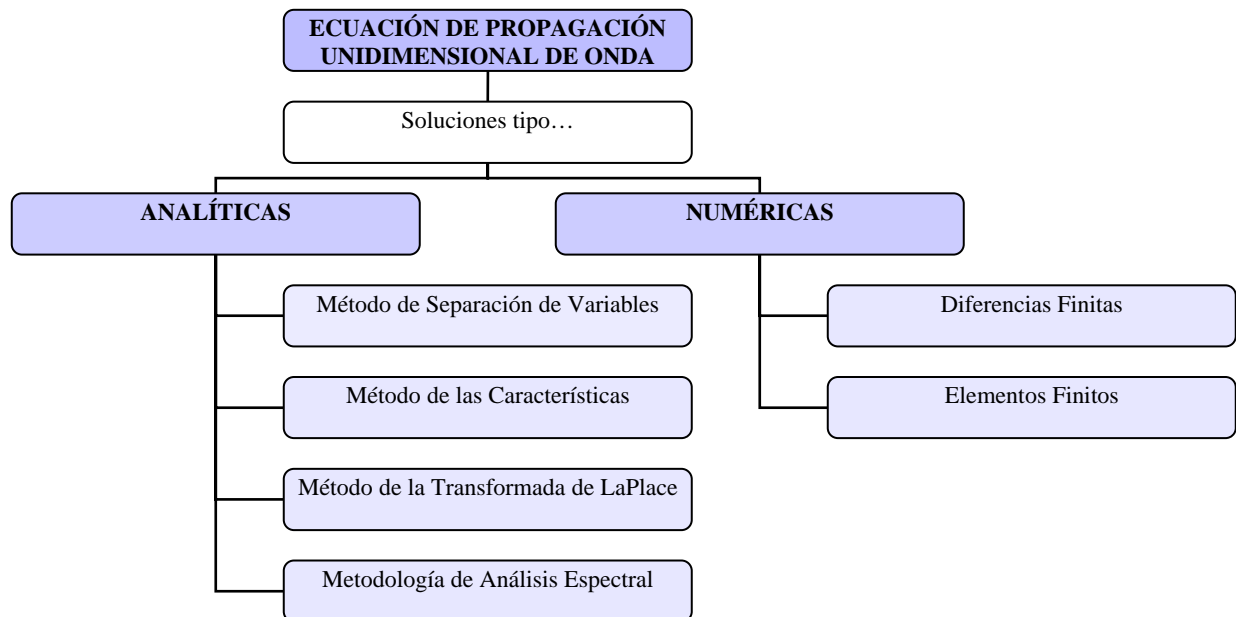 ECUACIÓN DE PROPAGACIÓN
UNIDIMENSIONAL DE ONDA
Soluciones tipo…
ANALÍTICAS
NUMÉRICAS
Método de Separación de Variables
Diferencias Finitas
Método de las Características
Elementos Finitos
Método de la Transformada de LaPlace
Metodología de Análisis Espectral